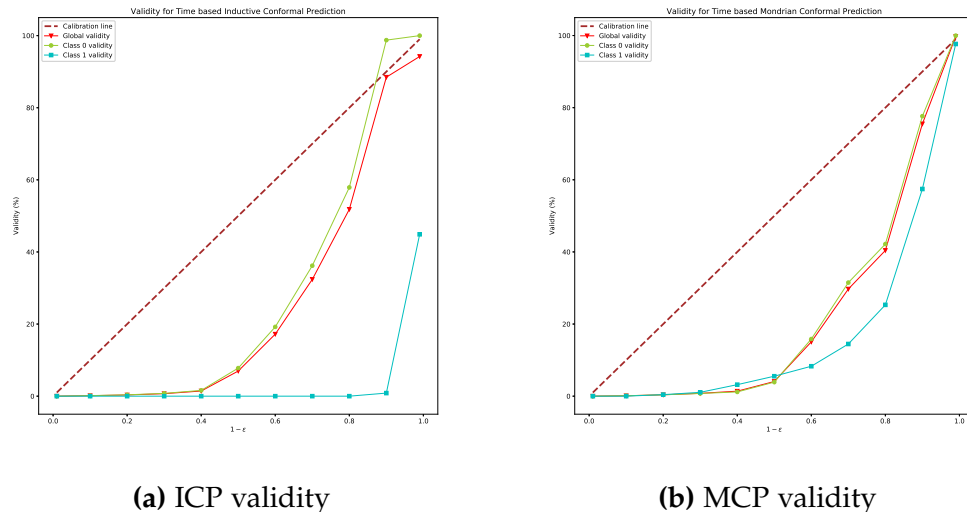 Validity for Time based Inductive Conformal Prediction
Calibration line
Global validity
Class 0 validity
Class 1 validity
100
80
60
40
20
0
Validity (%)
0.0 0.2 0.4 0.6 0.8 1.0
1 − ε
(a) ICP validity
Validity for Time based Mondrian Conformal Prediction
Calibration line
Global validity
Class 0 validity
Class 1 validity
100
80
60
40
20
0
Validity (%)
0.0 0.2 0.4 0.6 0.8 1.0
1 − ε
(b) MCP validity